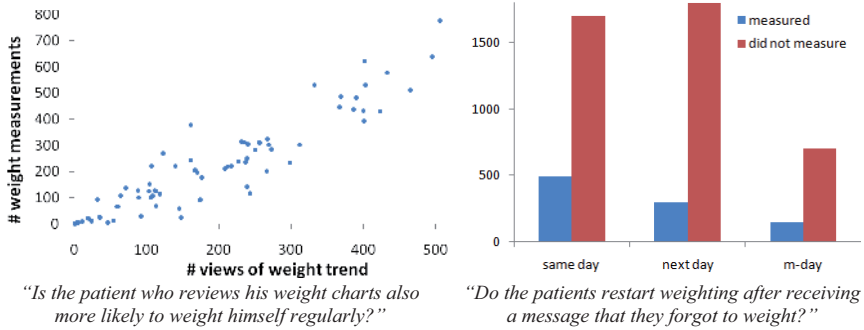 800
700
600
500
400
300
200
100
0
# weight measurements
0 100 200 300 400 500
# views of weight trend
"Is the patient who reviews his weight charts also
more likely to weight himself regularly?"
1500
1000
500
0
measured
did not measure
same day next day m-day
"Do the patients restart weighting after receiving
a message that they forgot to weight?"